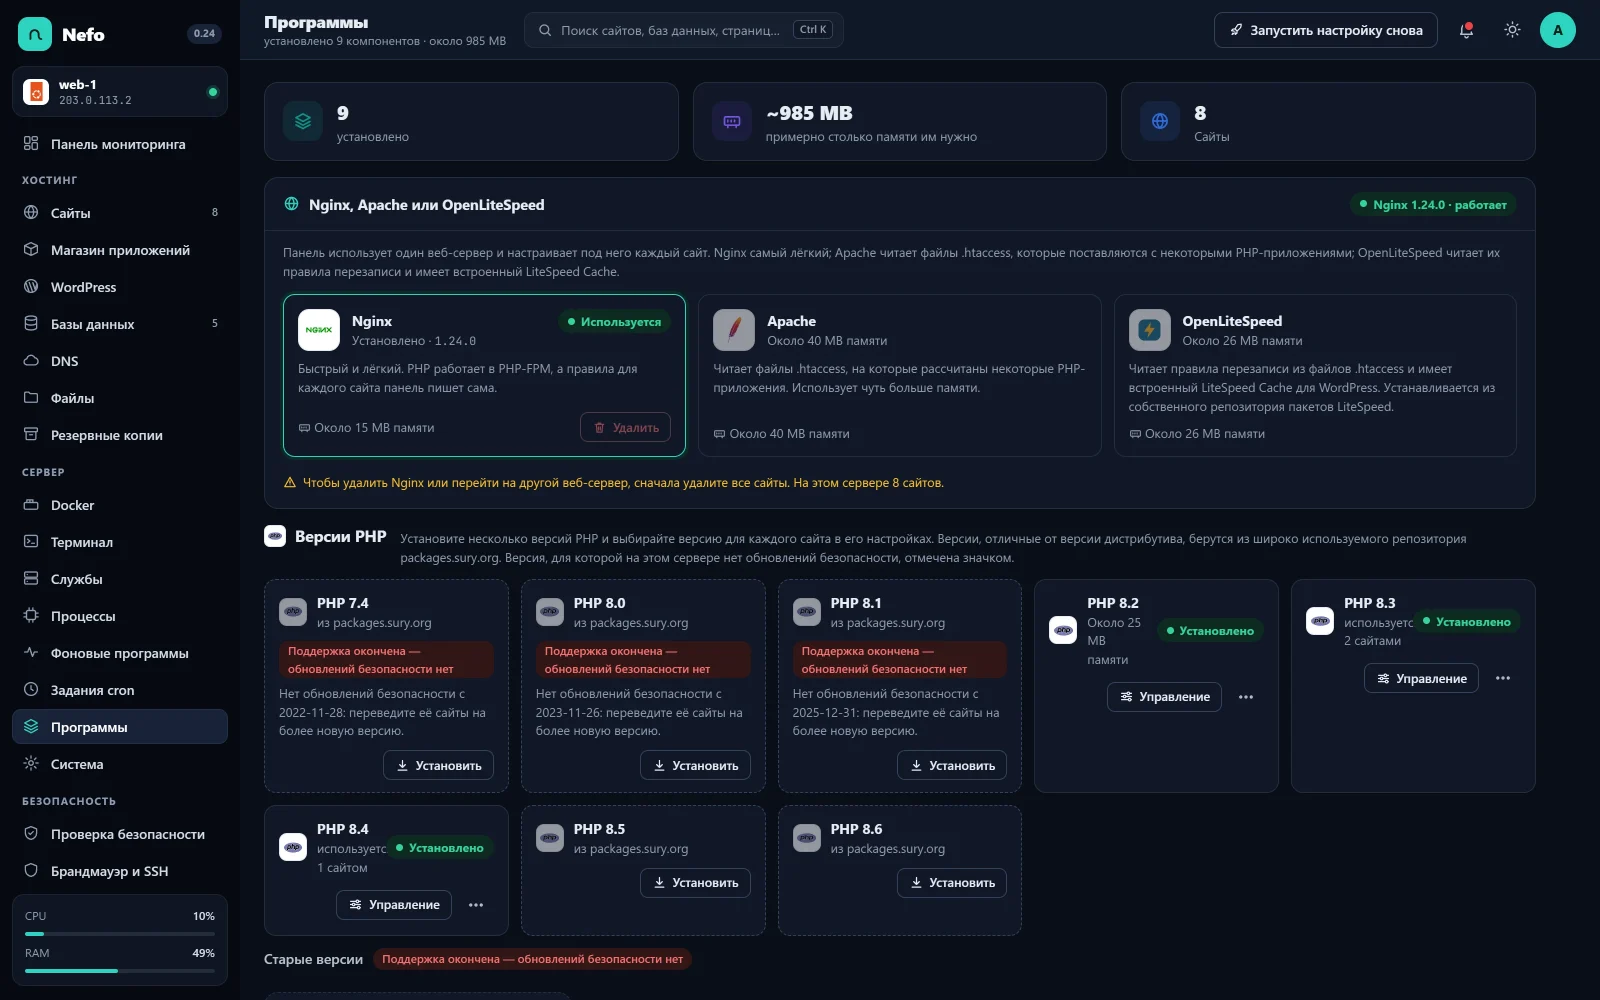 Nefo
0.24
web-1
203.0.113.2
Панель мониторинга
ХОСТИНГ
Сайты 8
Магазин приложений
WordPress
Базы данных 5
DNS
Файлы
Резервные копии
СЕРВЕР
Docker
Терминал
Службы
Процессы
Фоновые программы
Задания cron
Программы
Система
БЕЗОПАСНОСТЬ
Проверка безопасности
Брандмауэр и SSH
CPU 10%
RAM 49%
Программы
установлено 9 компонентов · около 985 MB
Поиск сайтов, баз данных, страниц... Ctrl K
Запустить настройку снова
A
9
установлено
~985 MB
примерно столько памяти им нужно
8
Сайты
Nginx, Apache или OpenLiteSpeed
Nginx 1.24.0 · работает
Панель использует один веб-сервер и настраивает под него каждый сайт. Nginx самый лёгкий; Apache читает файлы .htaccess, которые поставляются с некоторыми PHP-приложениями; OpenLiteSpeed читает их
правила перезаписи и имеет встроенный LiteSpeed Cache.
NGINX
Nginx
Используется
Установлено · 1.24.0
Быстрый и лёгкий. PHP работает в PHP-FPM, а правила для
каждого сайта панель пишет сама.
Около 15 MB памяти
Удалить
Apache
Около 40 MB памяти
Читает файлы .htaccess, на которые рассчитаны некоторые PHP-
приложения. Использует чуть больше памяти.
Около 40 MB памяти
OpenLiteSpeed
Около 26 MB памяти
Читает правила перезаписи из файлов .htaccess и имеет
встроенный LiteSpeed Cache для WordPress. Устанавливается из
собственного репозитория пакетов LiteSpeed.
Около 26 MB памяти
Чтобы удалить Nginx или перейти на другой веб-сервер, сначала удалите все сайты. На этом сервере 8 сайтов.
php
Версии PHP
Установите несколько версий PHP и выбирайте версию для каждого сайта в его настройках. Версии, отличные от версии дистрибутива, берутся из широко используемого репозитория
packages.sury.org. Версия, для которой на этом сервере нет обновлений безопасности, отмечена значком.
php
PHP 7.4
из packages.sury.org
Поддержка окончена —
обновлений безопасности нет
Нет обновлений безопасности с
2022-11-28: переведите её сайты на
более новую версию.
Установить
php
PHP 8.0
из packages.sury.org
Поддержка окончена —
обновлений безопасности нет
Нет обновлений безопасности с
2023-11-26: переведите её сайты на
более новую версию.
Установить
php
PHP 8.1
из packages.sury.org
Поддержка окончена —
обновлений безопасности нет
Нет обновлений безопасности с
2025-12-31: переведите её сайты на
более новую версию.
Установить
php
PHP 8.2
Около 25
MB
памяти
Установлено
Управление
php
PHP 8.3
используетс
2 сайтами
Установлено
Управление
php
PHP 8.4
используетс
1 сайтом
Установлено
Управление
php
PHP 8.5
из packages.sury.org
Установить
php
PHP 8.6
из packages.sury.org
Установить
Старые версии
Поддержка окончена — обновлений безопасности нет